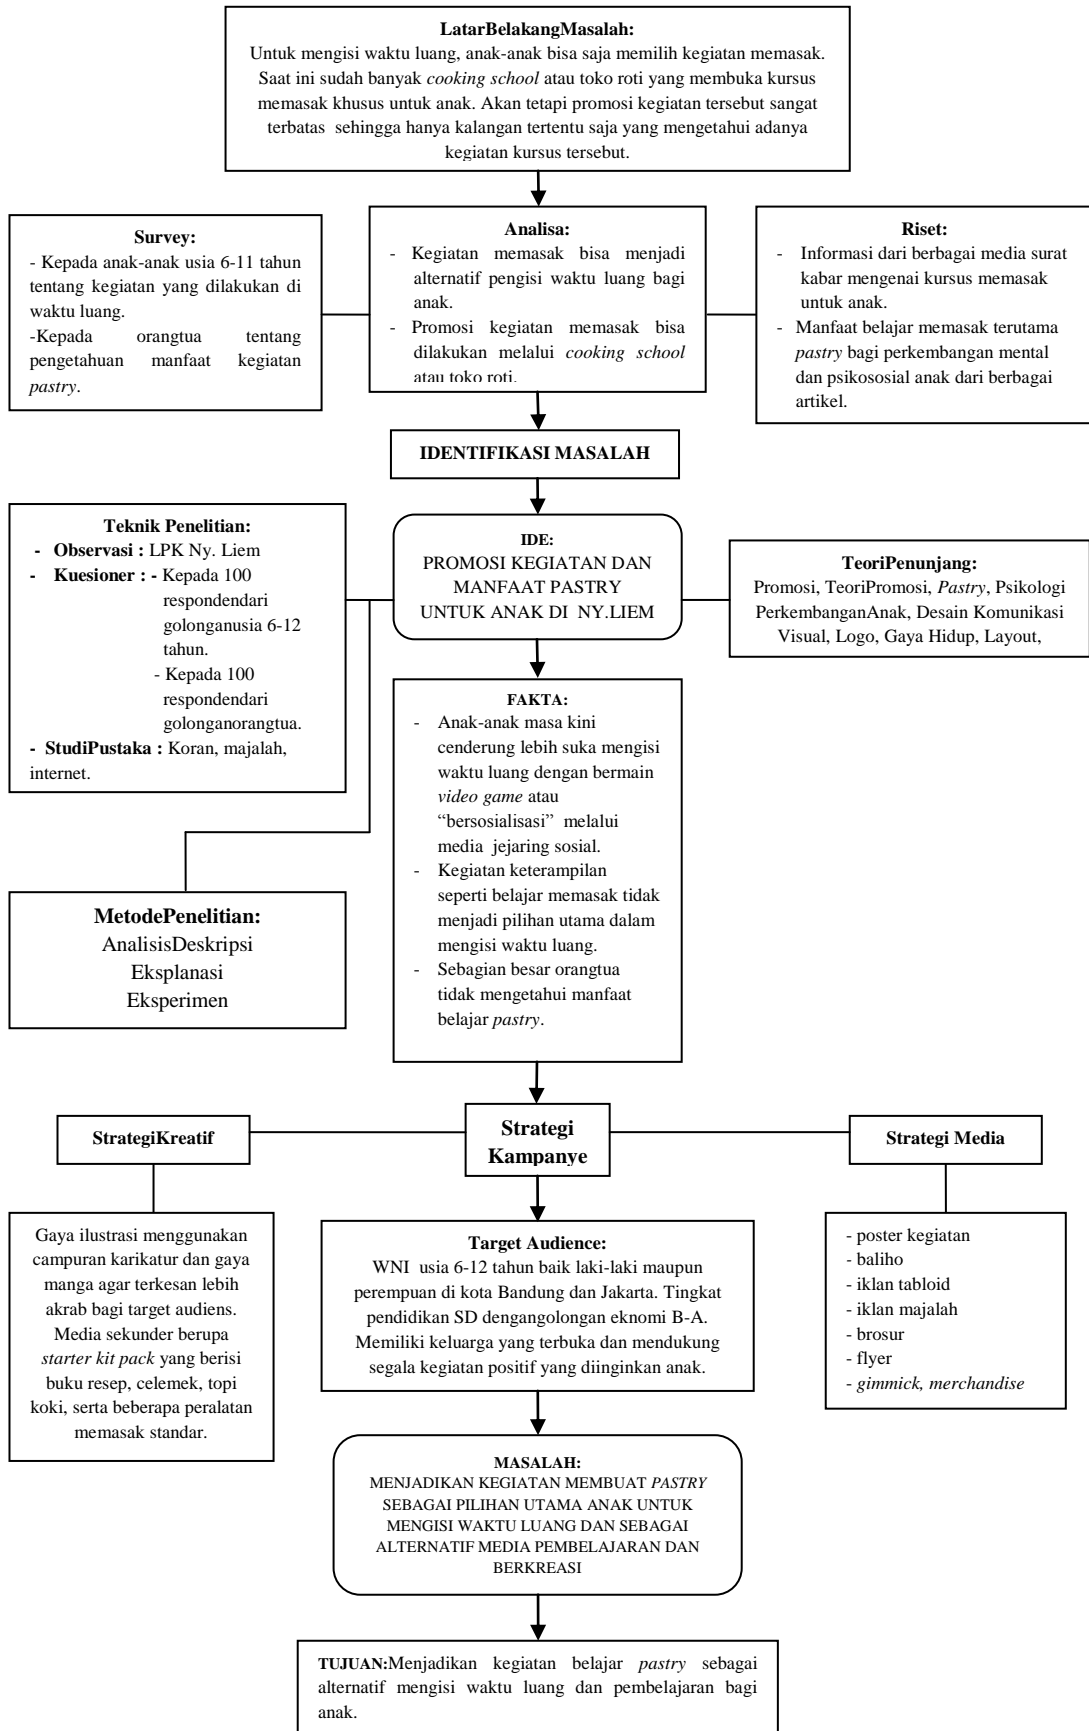 LatarBelakangMasalah:
Untuk mengisi waktu luang, anak-anak bisa saja memilih kegiatan memasak.
Saat ini sudah banyak cooking school atau toko roti yang membuka kursus
memasak khusus untuk anak. Akan tetapi promosi kegiatan tersebut sangat
terbatas sehingga hanya kalangan tertentu saja yang mengetahui adanya
kegiatan kursus tersebut.
Survey:
- Kepada anak-anak usia 6-11 tahun
tentang kegiatan yang dilakukan di
waktu luang.
-Kepada orangtua tentang
pengetahuan manfaat kegiatan
pastry.
Analisa:
- Kegiatan memasak bisa menjadi
alternatif pengisi waktu luang bagi
anak.
- Promosi kegiatan memasak bisa
dilakukan melalui cooking school
atau toko roti.
Riset:
- Informasi dari berbagai media surat
kabar mengenai kursus memasak
untuk anak.
- Manfaat belajar memasak terutama
pastry bagi perkembangan mental
dan psikososial anak dari berbagai
artikel.
IDENTIFIKASI MASALAH
Teknik Penelitian:
- Observasi : LPK Ny. Liem
- Kuesioner : - Kepada 100
respondendari
golonganusia 6-12
tahun.
- Kepada 100
respondendari
golonganorangtua.
- StudiPustaka : Koran, majalah,
internet.
IDE:
PROMOSI KEGIATAN DAN
MANFAAT PASTRY
UNTUK ANAK DI NY.LIEM
TeoriPenunjang:
Promosi, TeoriPromosi, Pastry, Psikologi
PerkembanganAnak, Desain Komunikasi
Visual, Logo, Gaya Hidup, Layout,
FAKTA:
- Anak-anak masa kini
cenderung lebih suka mengisi
waktu luang dengan bermain
video game atau
“bersosialisasi” melalui
media jejaring sosial.
- Kegiatan keterampilan
seperti belajar memasak tidak
menjadi pilihan utama dalam
mengisi waktu luang.
- Sebagian besar orangtua
tidak mengetahui manfaat
belajar pastry.
MetodePenelitian:
AnalisisDeskripsi
Eksplanasi
Eksperimen
StrategiKreatif
Strategi
Kampanye
Strategi Media
Gaya ilustrasi menggunakan
campuran karikatur dan gaya
manga agar terkesan lebih
akrab bagi target audiens.
Media sekunder berupa
starter kit pack yang berisi
buku resep, celemek, topi
koki, serta beberapa peralatan
memasak standar.
Target Audience:
WNI usia 6-12 tahun baik laki-laki maupun
perempuan di kota Bandung dan Jakarta. Tingkat
pendidikan SD dengangolongan eknomi B-A.
Memiliki keluarga yang terbuka dan mendukung
segala kegiatan positif yang diinginkan anak.
- poster kegiatan
- baliho
- iklan tabloid
- iklan majalah
- brosur
- flyer
- gimmick, merchandise
MASALAH:
MENJADIKAN KEGIATAN MEMBUAT PASTRY
SEBAGAI PILIHAN UTAMA ANAK UNTUK
MENGISI WAKTU LUANG DAN SEBAGAI
ALTERNATIF MEDIA PEMBELAJARAN DAN
BERKREASI
TUJUAN:Menjadikan kegiatan belajar pastry sebagai
alternatif mengisi waktu luang dan pembelajaran bagi
anak.